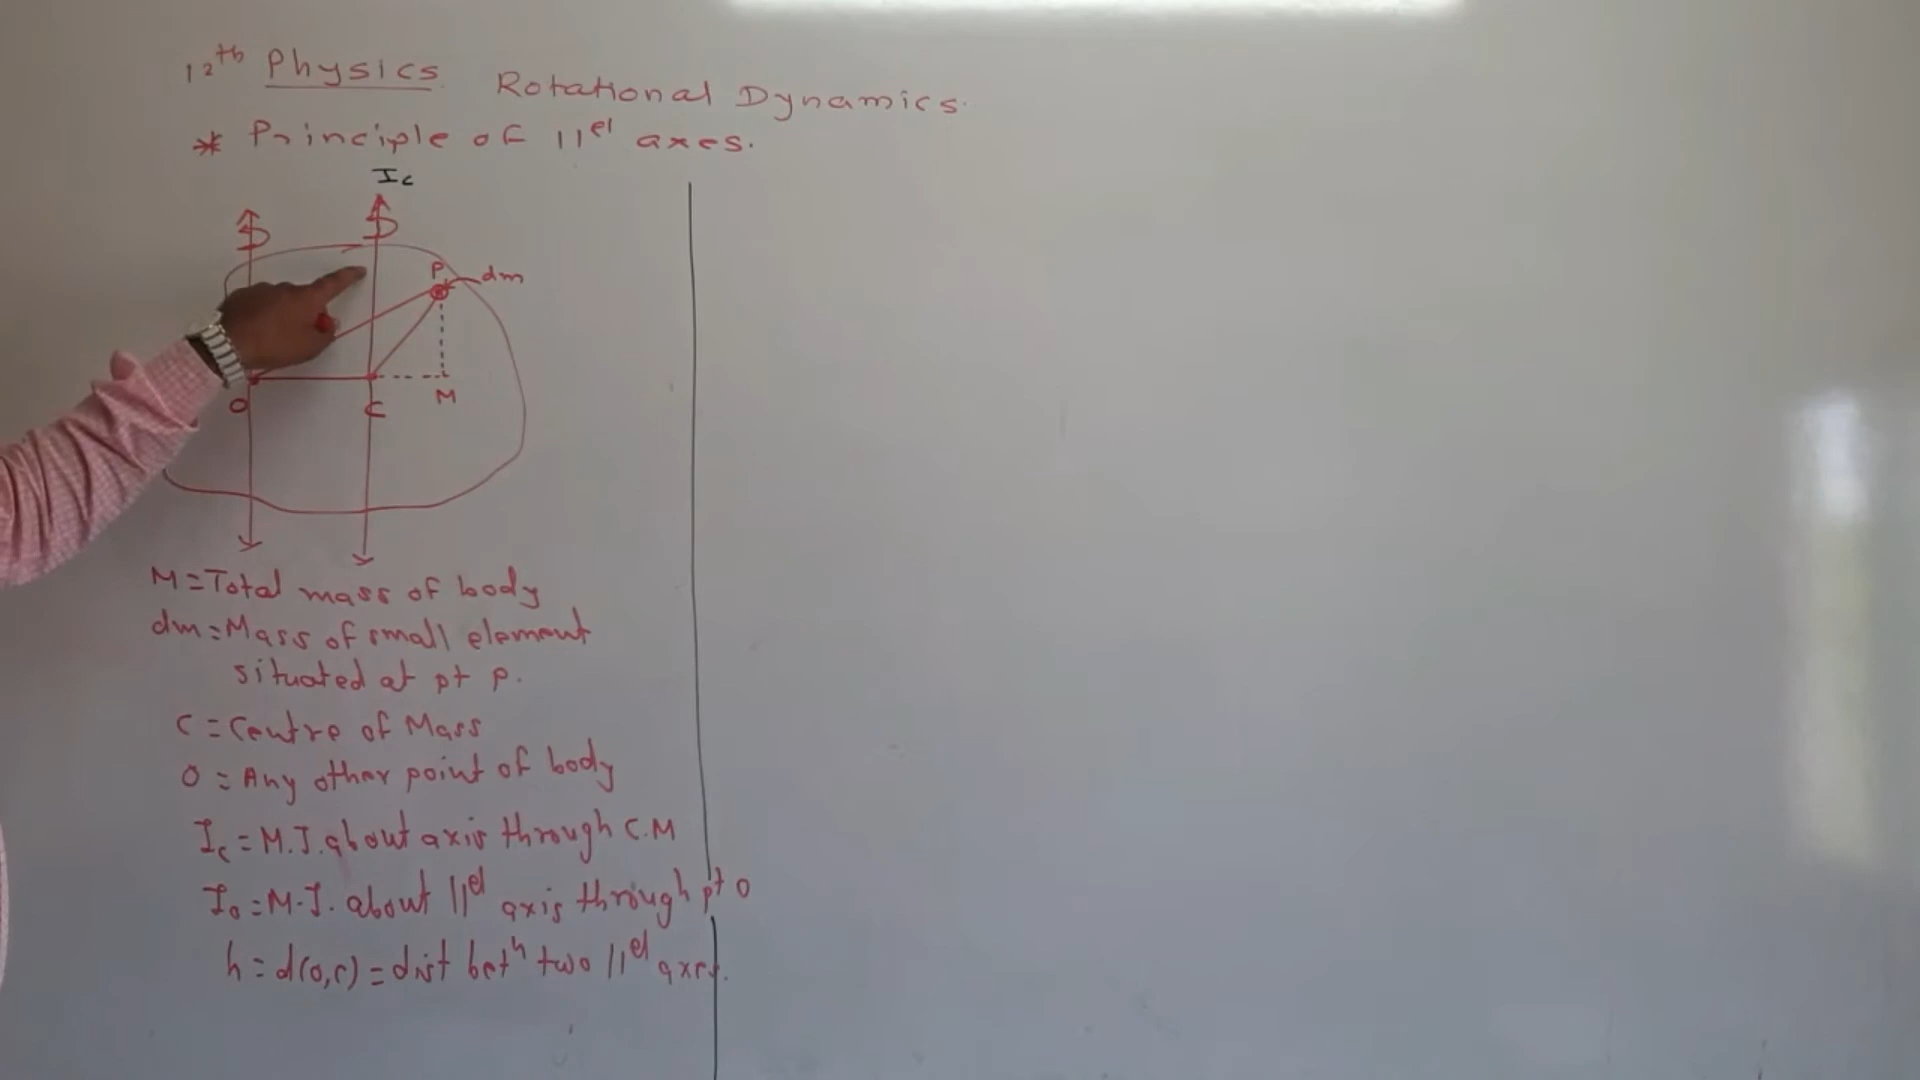 12th Physics Rotational Dynamics.
* Principle of 11el axes.
Ic
P
dm
O
C
M
M = Total mass of body
dm = Mass of small element
situated at pt P.
C = Centre of Mass
O = Any other point of body
Ic = M.I. about axis through C.M
Io = M.I. about 11el axis through pt O
h = d(o,c) = dist betn two 11el axes.